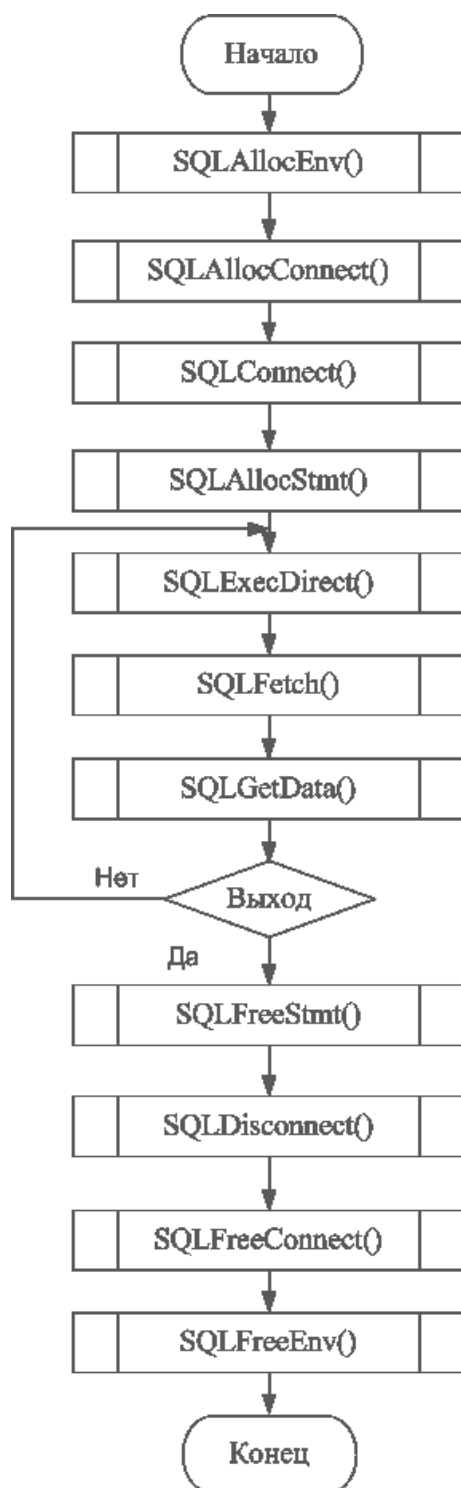 Начало
SQLAllocEnv()
SQLAllocConnect()
SQLConnect()
SQLAllocStmt()
SQLExecDirect()
SQLFetch()
SQLGetData()
Нет
Выход
Да
SQLFreeStmt()
SQLDisconnect()
SQLFreeConnect()
SQLFreeEnv()
Конец